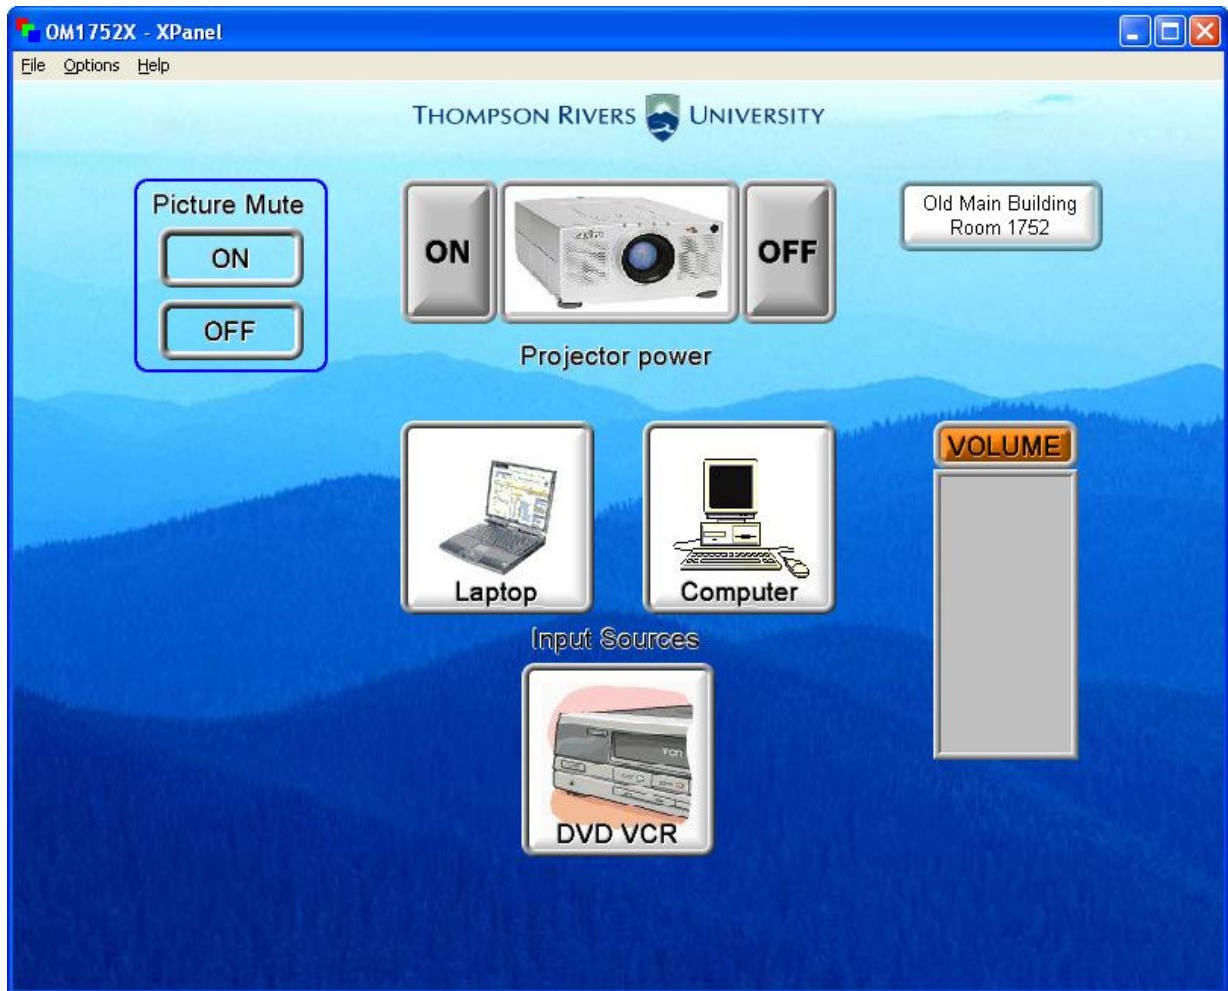 OM1752X - XPanel
File Options Help
THOMPSON RIVERS UNIVERSITY
Picture Mute
ON
OFF
ON
OFF
Projector power
Old Main Building
Room 1752
Laptop
Computer
Input Sources
VOLUME
VCR
DVD VCR